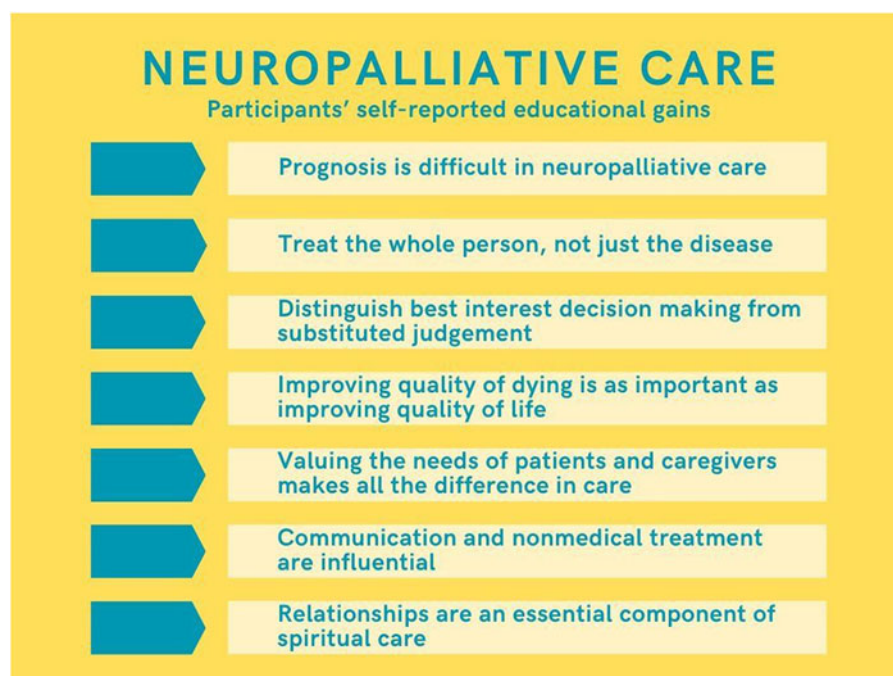 NEUROPALLIATIVE CARE
Participants' self-reported educational gains
Prognosis is difficult in neuropalliative care
Treat the whole person, not just the disease
Distinguish best interest decision making from
substituted judgement
Improving quality of dying is as important as
improving quality of life
Valuing the needs of patients and caregivers
makes all the difference in care
Communication and nonmedical treatment
are influential
Relationships are an essential component of
spiritual care